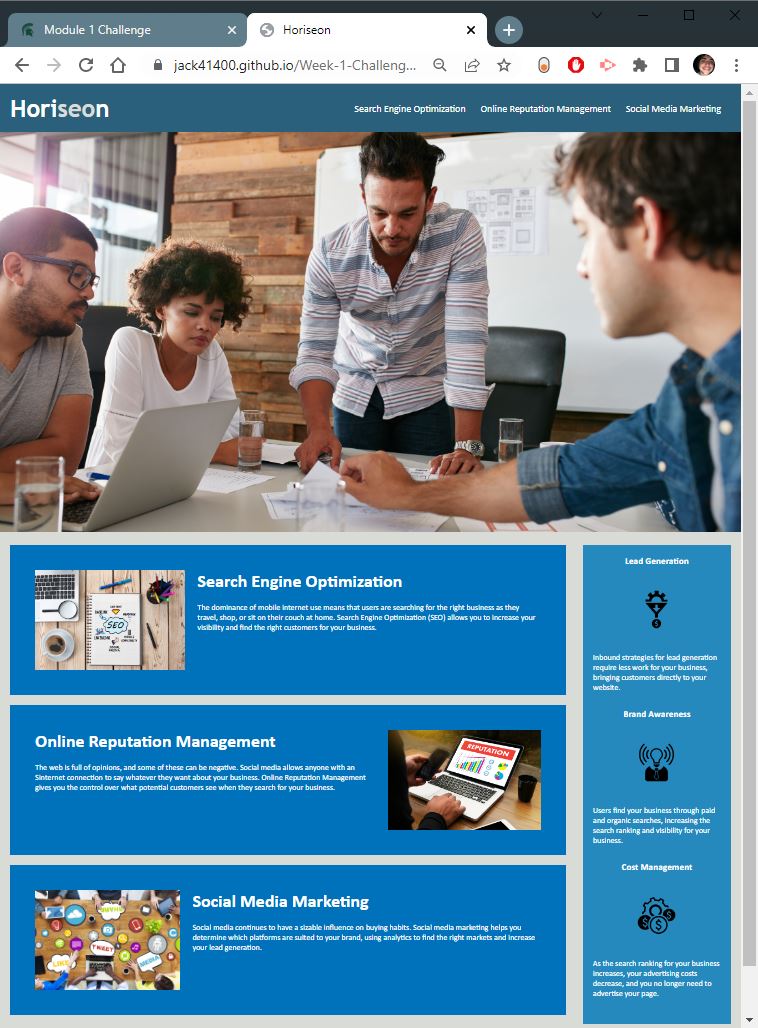 Module 1 Challenge
Horiseon
jack41400.github.io/Week-1-Challeng...
Horiseon
Search Engine Optimization
Online Reputation Management
Social Media Marketing
Search Engine Optimization
The dominance of mobile internet use means that users are searching for the right business as they
travel, shop, or sit on their couch at home. Search Engine Optimization (SEO) allows you to increase your
visibility and find the right customers for your business.
SEO
Online Reputation Management
The web is full of opinions, and some of these can be negative. Social media allows anyone with an
Sinternet connection to say whatever they want about your business. Online Reputation Management
gives you the control over what potential customers see when they search for your business.
REPUTATION
Social Media Marketing
Social media continues to have a sizable influence on buying habits. Social media marketing helps you
determine which platforms are suited to your brand, using analytics to find the right markets and increase
your lead generation.
TWEET
LIKE
MEDIA
Lead Generation
Inbound strategies for lead generation
require less work for your business,
bringing customers directly to your
website.
Brand Awareness
Users find your business through paid
and organic searches, increasing the
search ranking and visibility for your
business.
Cost Management
As the search ranking for your business
increases, your advertising costs
decrease, and you no longer need to
advertise your page.